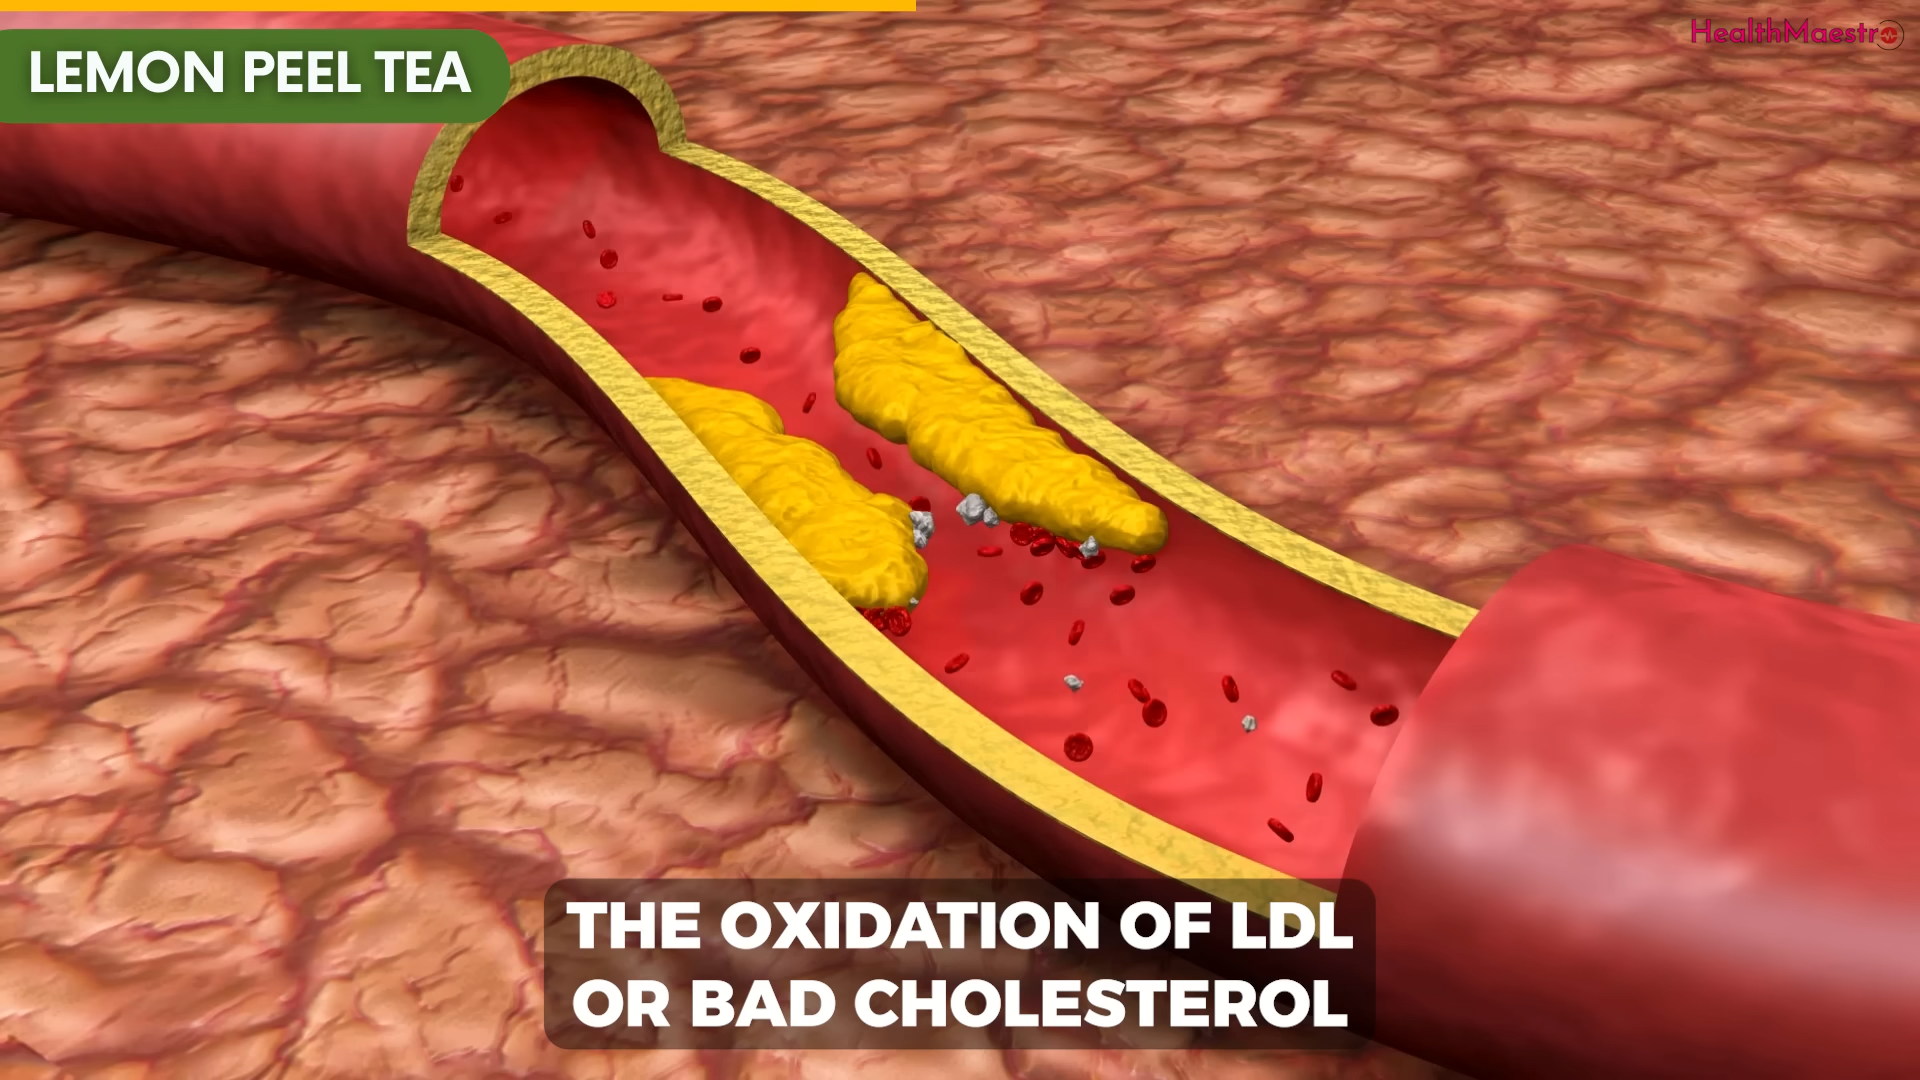 HealthMaestro
LEMON PEEL TEA
THE OXIDATION OF LDL
OR BAD CHOLESTEROL